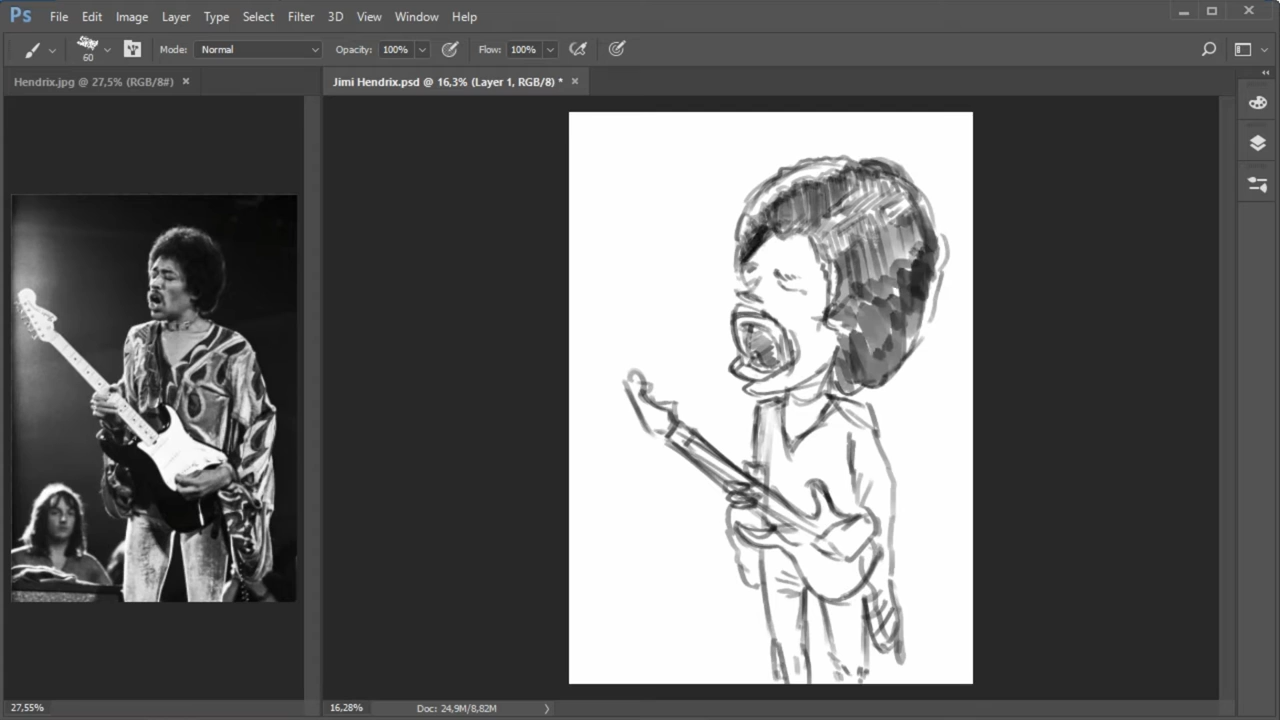 Ps File Edit Image Layer Type Select Filter 3D View Window Help
60 Mode: Normal Opacity: 100% Flow: 100%
Hendrix.jpg @ 27,5% (RGB/8#) × Jimi Hendrix.psd @ 16,3% (Layer 1, RGB/8) * ×
27,55% 16,28% Doc: 24,9M/8,82M